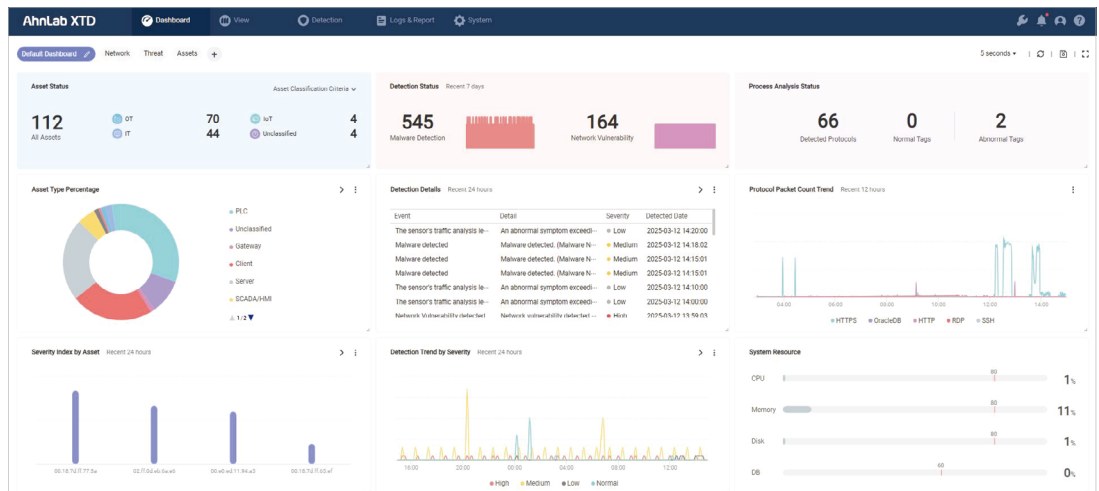 AhnLab XTD Dashboard View Detection Logs & Report System
Default Dashboard Network Threat Assets + 5 seconds
Asset Status Asset Classification Criteria
112 All Assets
OT 70 IoT 4
IT 44 Unclassified 4
Detection Status Recent 7 days
545 Malware Detection
164 Network Vulnerability
Process Analysis Status
66 Detected Protocols
0 Normal Tags
2 Abnormal Tags
Asset Type Percentage
PLC
Unclassified
Gateway
Client
Server
SCADA/HMI
1/2
Detection Details Recent 24 hours
Event Detail Severity Detected Date
The sensor's traffic analysis le··· An abnormal symptom exceedi··· Low 2025-03-12 14:20:00
Malware detected Malware detected. (Malware N··· Medium 2025-03-12 14:18:02
Malware detected Malware detected. (Malware N··· Medium 2025-03-12 14:15:01
Malware detected Malware detected. (Malware N··· Medium 2025-03-12 14:15:01
The sensor's traffic analysis le··· An abnormal symptom exceedi··· Low 2025-03-12 14:10:00
The sensor's traffic analysis le··· An abnormal symptom exceedi··· Low 2025-03-12 14:00:00
Network Vulnerability detected Network vulnerability detected ··· High 2025-03-12 13:59:03
Protocol Packet Count Trend Recent 12 hours
04:00 06:00 08:00 10:00 12:00 14:00
HTTPS OracleDB HTTP RDP SSH
Severity Index by Asset Recent 24 hours
Detection Trend by Severity Recent 24 hours
16:00 20:00 00:00 04:00 08:00 12:00
High Medium Low Normal
System Resource
CPU 80 1%
Memory 80 11%
Disk 80 1%
DB 60 0%